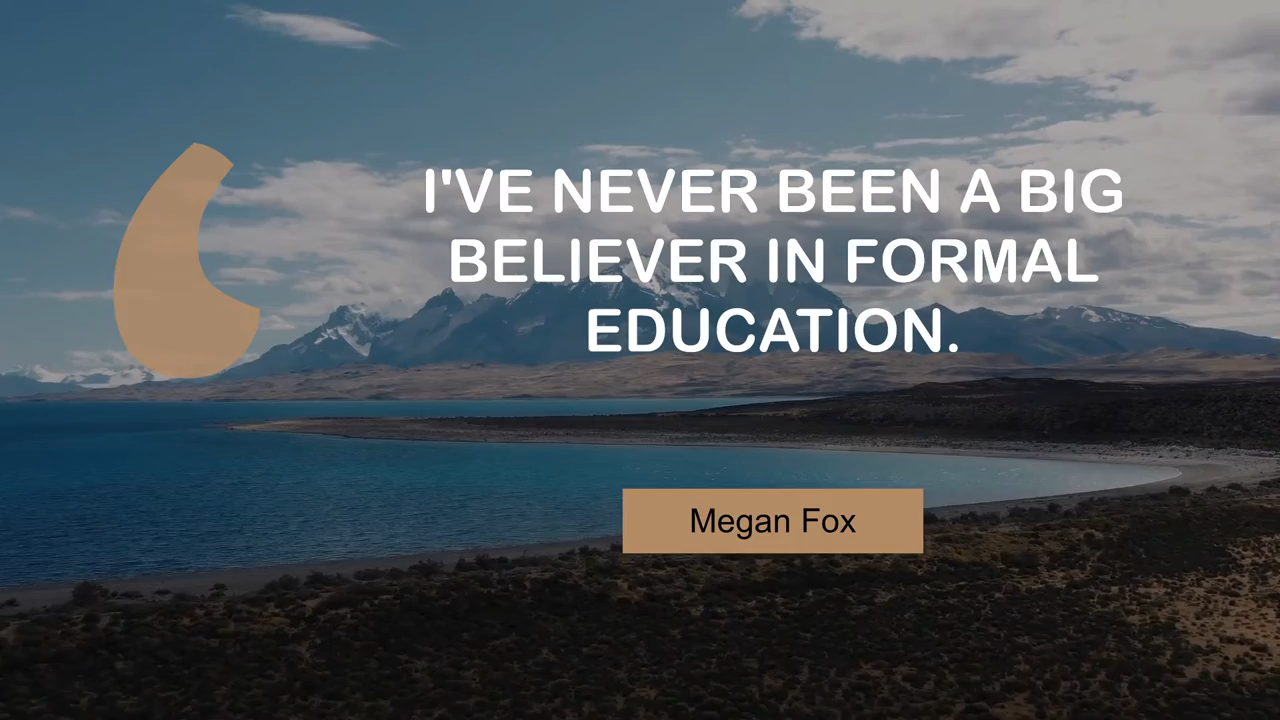 I'VE NEVER BEEN A BIG
BELIEVER IN FORMAL
EDUCATION.
Megan Fox